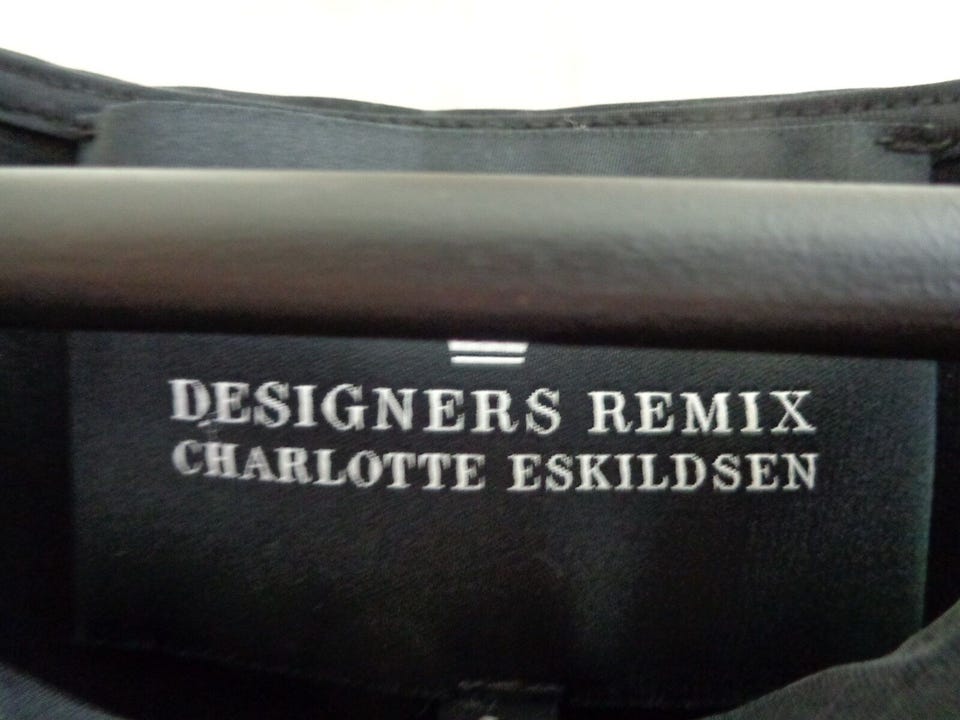 DESIGNERS REMIX
CHARLOTTE ESKILDSEN